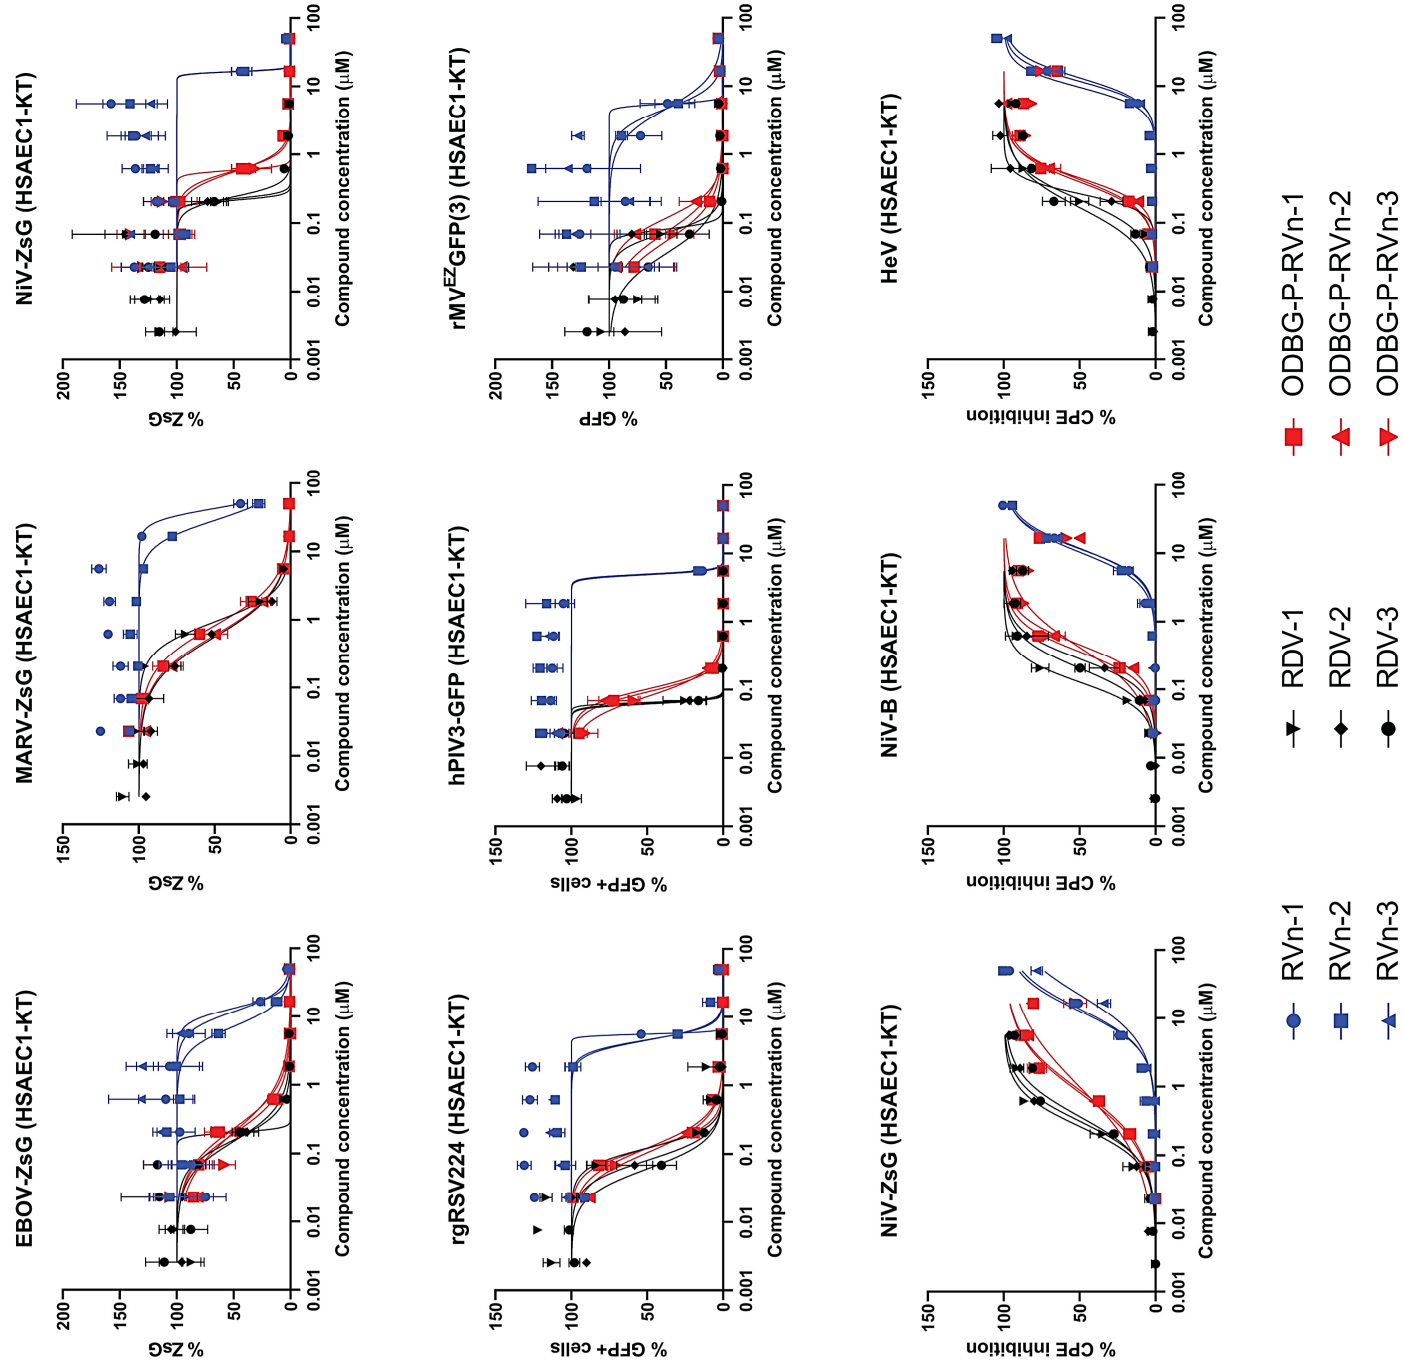 EBOV-ZsG (HSAEC1-KT)
% ZsG
200
150
100
50
0
0.001 0.01 0.1 1 10 100
Compound concentration (μM)
MARV-ZsG (HSAEC1-KT)
% ZsG
150
100
50
0
0.001 0.01 0.1 1 10 100
Compound concentration (μM)
NiV-ZsG (HSAEC1-KT)
% ZsG
200
150
100
50
0
0.001 0.01 0.1 1 10 100
Compound concentration (μM)
rgRSV224 (HSAEC1-KT)
% GFP+ cells
150
100
50
0
0.001 0.01 0.1 1 10 100
Compound concentration (μM)
hPIV3-GFP (HSAEC1-KT)
% GFP+ cells
150
100
50
0
0.001 0.01 0.1 1 10 100
Compound concentration (μM)
rMVEZGFP(3) (HSAEC1-KT)
% GFP
200
150
100
50
0
0.001 0.01 0.1 1 10 100
Compound concentration (μM)
NiV-ZsG (HSAEC1-KT)
% CPE inhibition
150
100
50
0
0.001 0.01 0.1 1 10 100
Compound concentration (μM)
NiV-B (HSAEC1-KT)
% CPE inhibition
150
100
50
0
0.001 0.01 0.1 1 10 100
Compound concentration (μM)
HeV (HSAEC1-KT)
% CPE inhibition
150
100
50
0
0.001 0.01 0.1 1 10 100
Compound concentration (μM)
RVn-1 RDV-1 ODBG-P-RVn-1
RVn-2 RDV-2 ODBG-P-RVn-2
RVn-3 RDV-3 ODBG-P-RVn-3